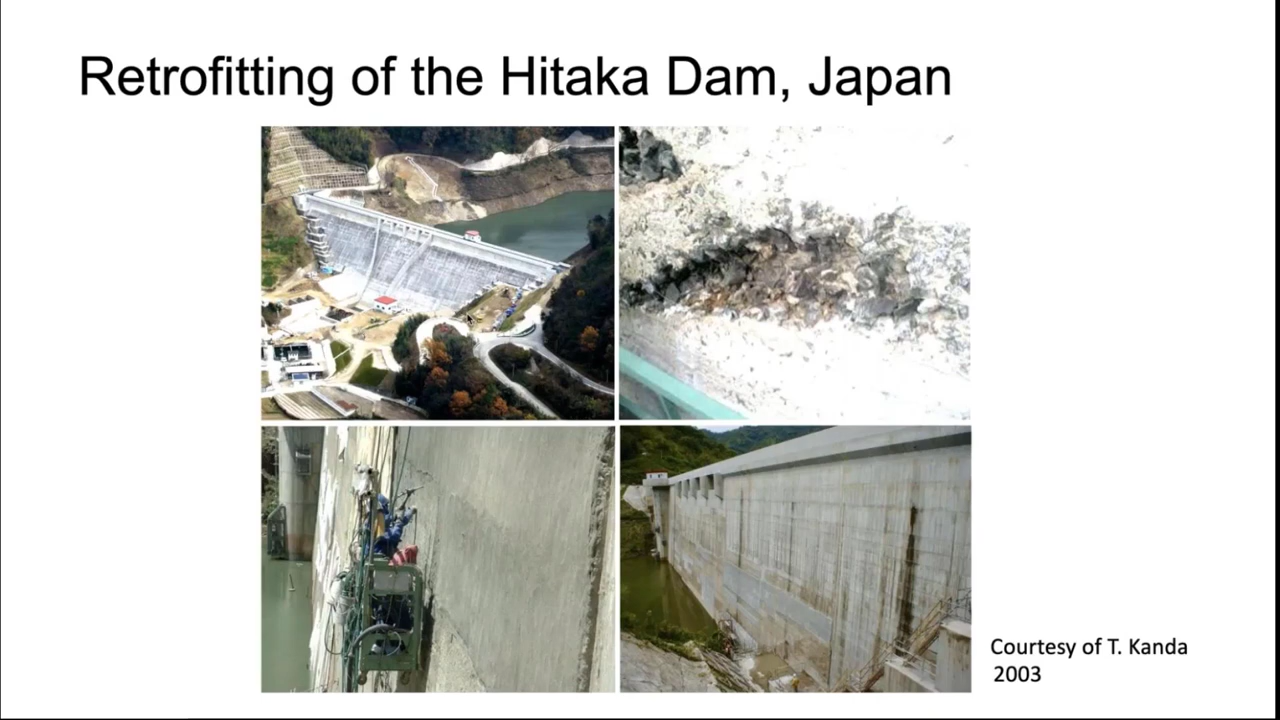 Retrofitting of the Hitaka Dam, Japan
Courtesy of T. Kanda
2003